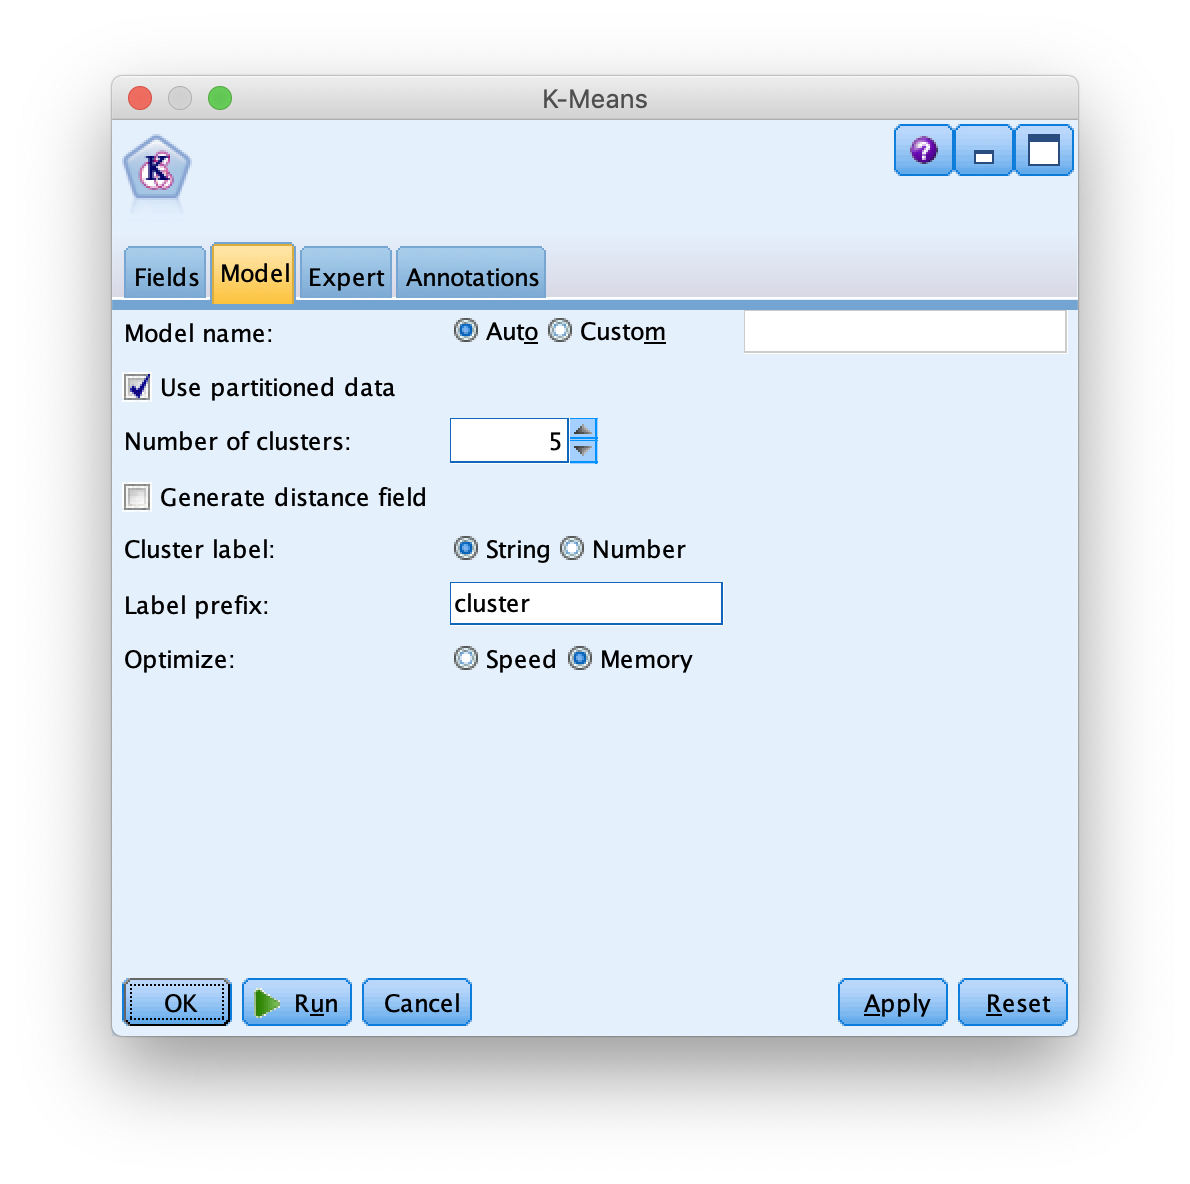 K-Means
K
?
Fields Model Expert Annotations
Model name: Auto Custom
Use partitioned data
Number of clusters: 5
Generate distance field
Cluster label: String Number
Label prefix: cluster
Optimize: Speed Memory
OK Run Cancel Apply Reset